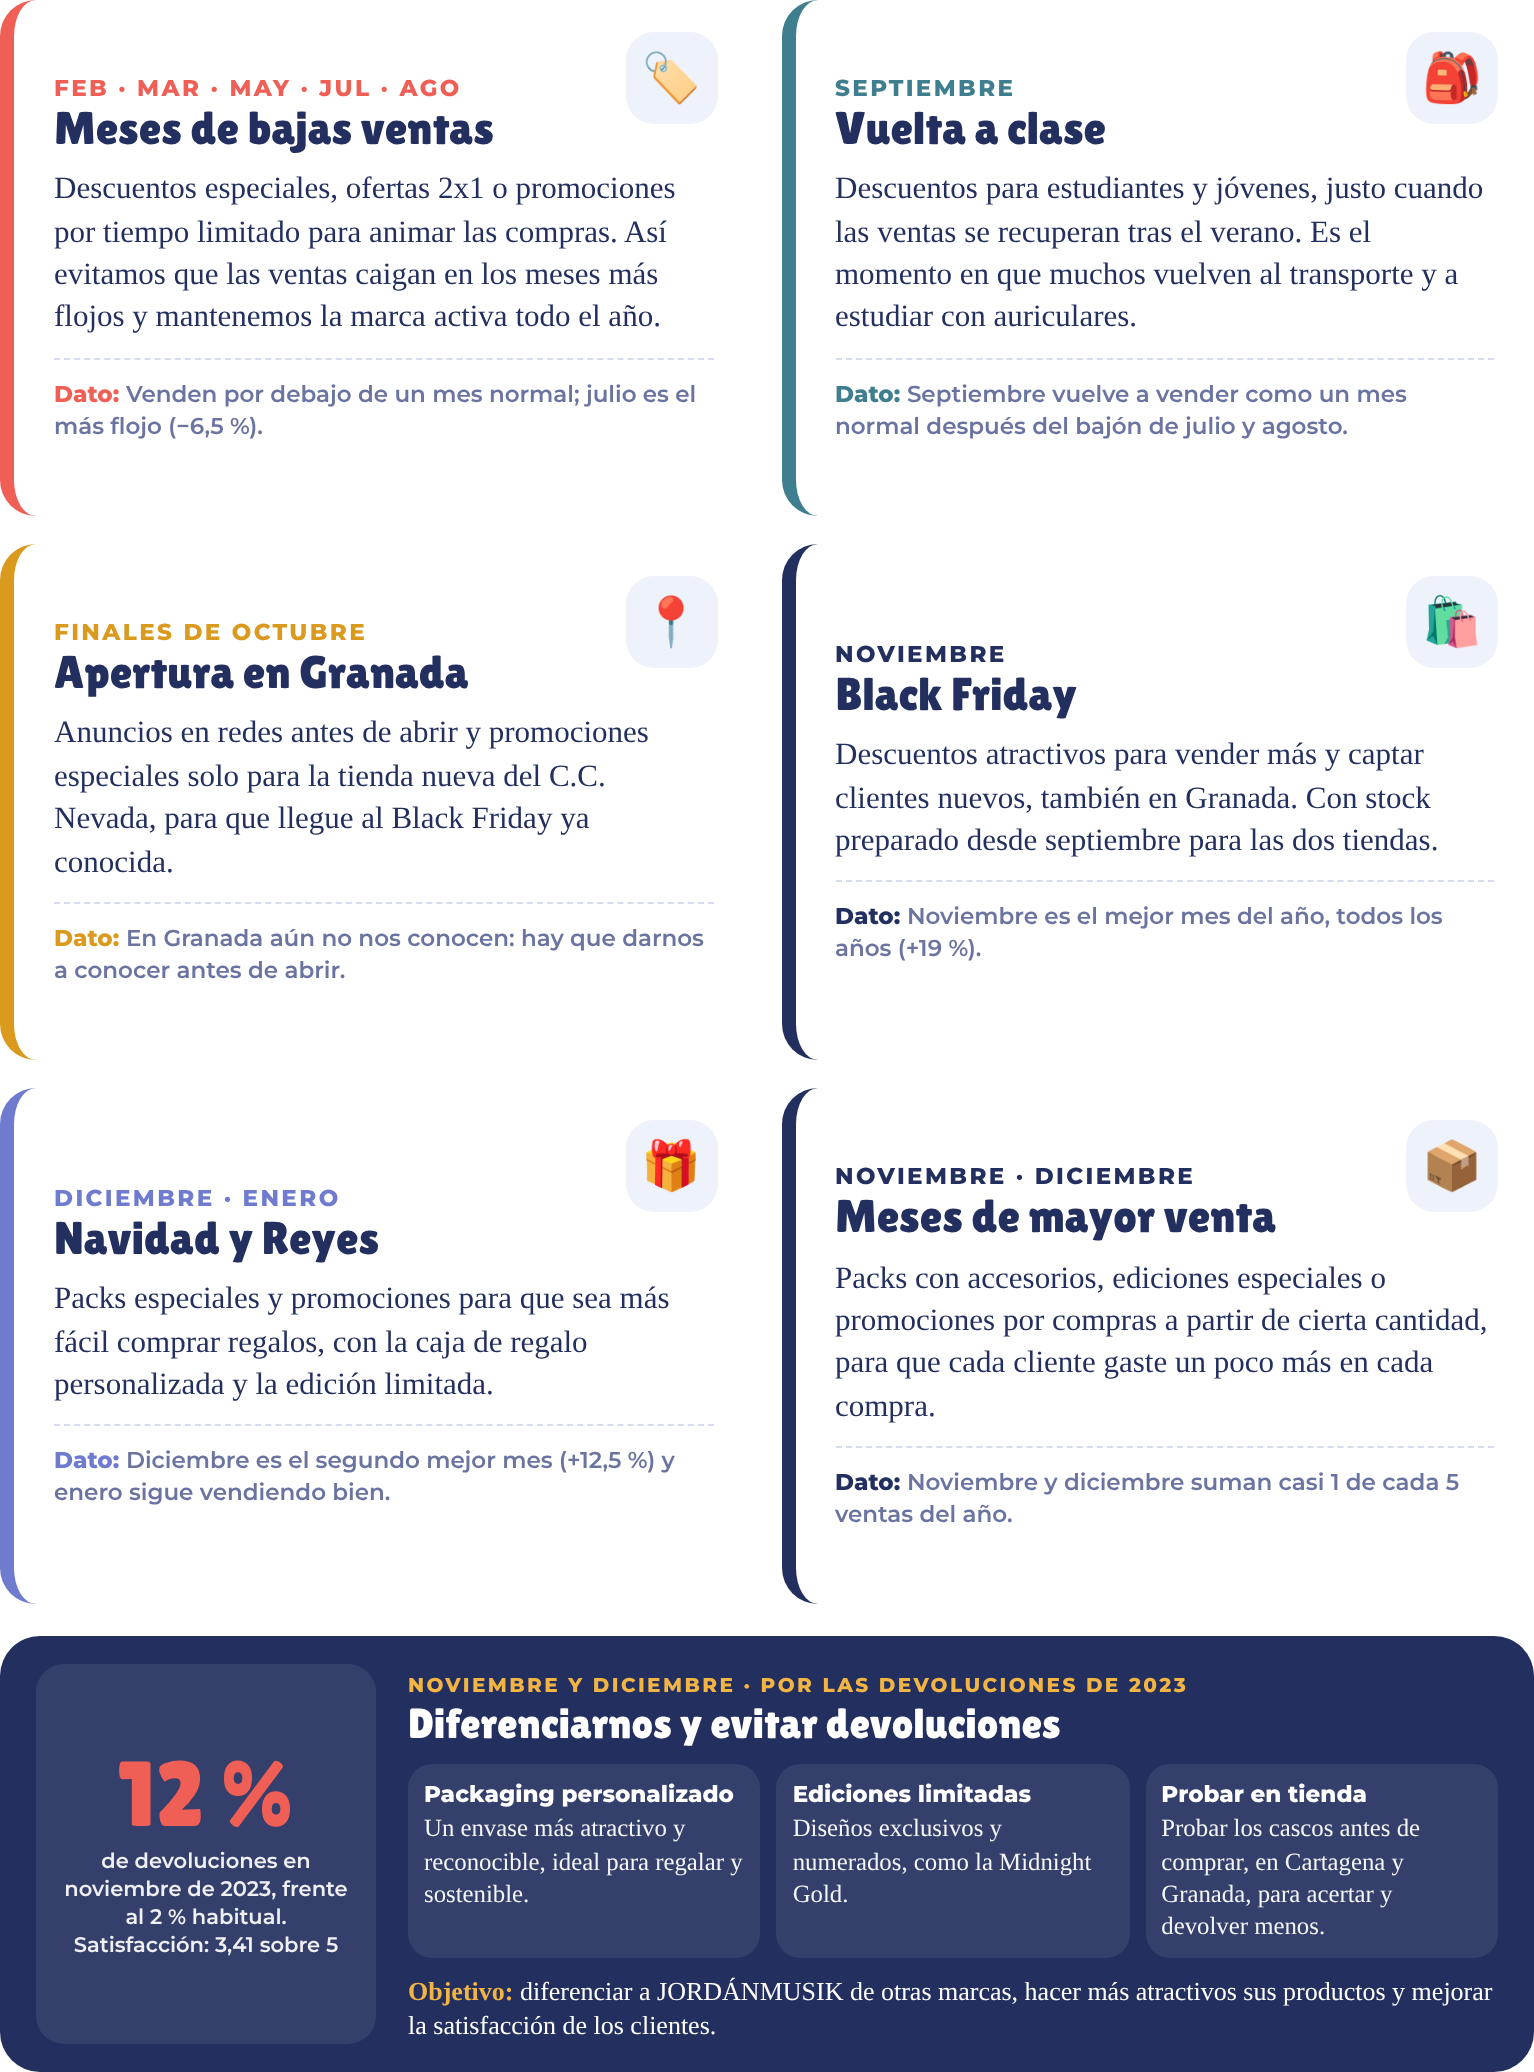 FEB · MAR · MAY · JUL · AGO
Meses de bajas ventas
Descuentos especiales, ofertas 2x1 o promociones
por tiempo limitado para animar las compras. Así
evitamos que las ventas caigan en los meses más
flojos y mantenemos la marca activa todo el año.
Dato: Venden por debajo de un mes normal; julio es el
más flojo (−6,5 %).
SEPTIEMBRE
Vuelta a clase
Descuentos para estudiantes y jóvenes, justo cuando
las ventas se recuperan tras el verano. Es el
momento en que muchos vuelven al transporte y a
estudiar con auriculares.
Dato: Septiembre vuelve a vender como un mes
normal después del bajón de julio y agosto.
FINALES DE OCTUBRE
Apertura en Granada
Anuncios en redes antes de abrir y promociones
especiales solo para la tienda nueva del C.C.
Nevada, para que llegue al Black Friday ya
conocida.
Dato: En Granada aún no nos conocen: hay que darnos
a conocer antes de abrir.
NOVIEMBRE
Black Friday
Descuentos atractivos para vender más y captar
clientes nuevos, también en Granada. Con stock
preparado desde septiembre para las dos tiendas.
Dato: Noviembre es el mejor mes del año, todos los
años (+19 %).
DICIEMBRE · ENERO
Navidad y Reyes
Packs especiales y promociones para que sea más
fácil comprar regalos, con la caja de regalo
personalizada y la edición limitada.
Dato: Diciembre es el segundo mejor mes (+12,5 %) y
enero sigue vendiendo bien.
NOVIEMBRE · DICIEMBRE
Meses de mayor venta
Packs con accesorios, ediciones especiales o
promociones por compras a partir de cierta cantidad,
para que cada cliente gaste un poco más en cada
compra.
Dato: Noviembre y diciembre suman casi 1 de cada 5
ventas del año.
12 %
de devoluciones en
noviembre de 2023, frente
al 2 % habitual.
Satisfacción: 3,41 sobre 5
NOVIEMBRE Y DICIEMBRE · POR LAS DEVOLUCIONES DE 2023
Diferenciarnos y evitar devoluciones
Packaging personalizado
Un envase más atractivo y
reconocible, ideal para regalar y
sostenible.
Ediciones limitadas
Diseños exclusivos y
numerados, como la Midnight
Gold.
Probar en tienda
Probar los cascos antes de
comprar, en Cartagena y
Granada, para acertar y
devolver menos.
Objetivo: diferenciar a JORDÁNMUSIK de otras marcas, hacer más atractivos sus productos y mejorar
la satisfacción de los clientes.